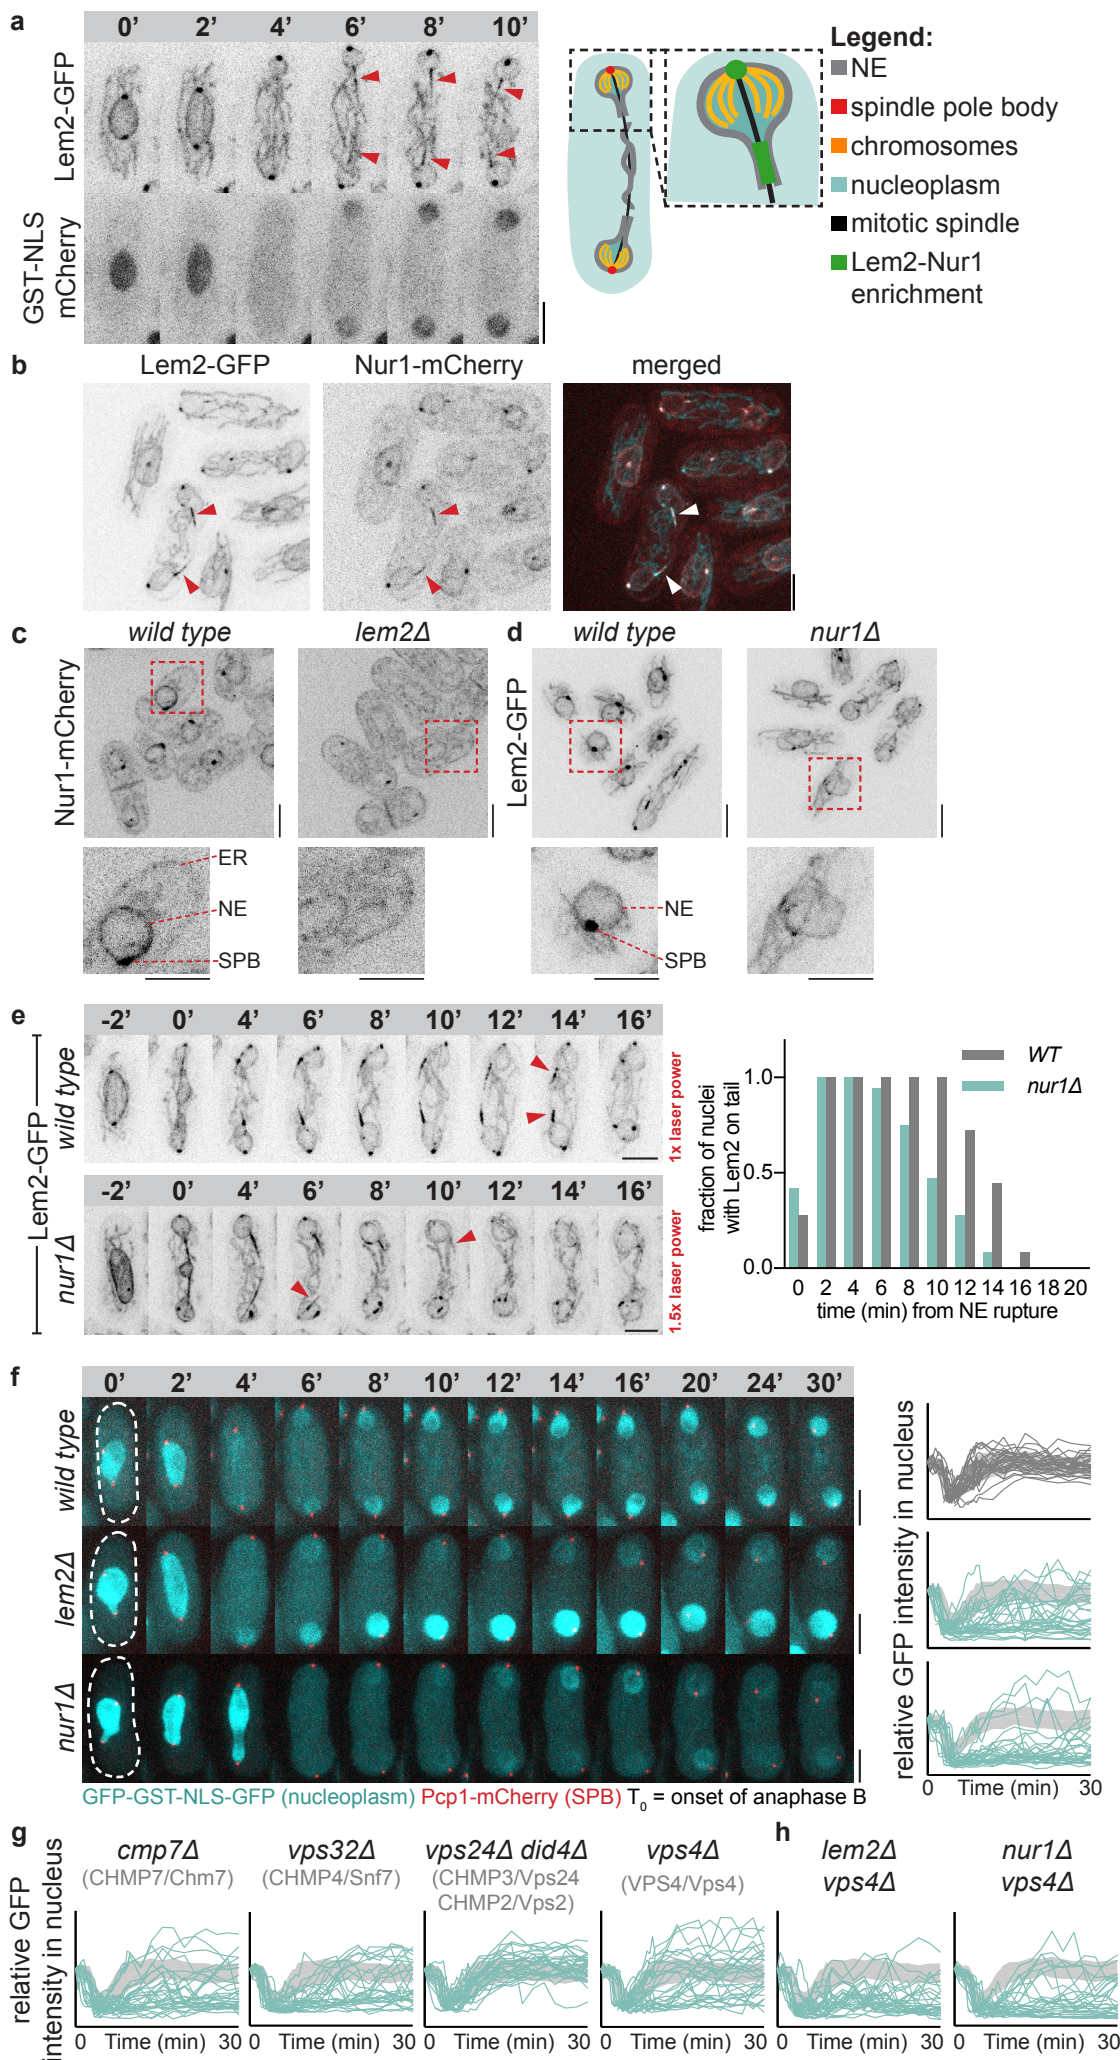 a
0' 2' 4' 6' 8' 10'
Lem2-GFP
GST-NLS
mCherry
Legend:
NE
spindle pole body
chromosomes
nucleoplasm
mitotic spindle
Lem2-Nur1
enrichment
b
Lem2-GFP Nur1-mCherry merged
c
wild type lem2Δ
Nur1-mCherry
ER
NE
SPB
d
wild type nur1Δ
Lem2-GFP
NE
SPB
e
-2' 0' 4' 6' 8' 10' 12' 14' 16'
Lem2-GFP
wild type
1x laser power
-2' 0' 4' 6' 8' 10' 12' 14' 16'
nur1Δ
1.5x laser power
WT
nur1Δ
fraction of nuclei
with Lem2 on tail
1.0
0.5
0.0
0 2 4 6 8 10 12 14 16 18 20
time (min) from NE rupture
f
0' 2' 4' 6' 8' 10' 12' 14' 16' 20' 24' 30'
wild type
lem2Δ
nur1Δ
GFP-GST-NLS-GFP (nucleoplasm) Pcp1-mCherry (SPB) T0 = onset of anaphase B
relative GFP intensity in nucleus
0 Time (min) 30
g
relative GFP
intensity in nucleus
cmp7Δ
(CHMP7/Chm7)
0 Time (min) 30
vps32Δ
(CHMP4/Snf7)
0 Time (min) 30
vps24Δ did4Δ
(CHMP3/Vps24
CHMP2/Vps2)
0 Time (min) 30
vps4Δ
(VPS4/Vps4)
0 Time (min) 30
h
lem2Δ
vps4Δ
0 Time (min) 30
nur1Δ
vps4Δ
0 Time (min) 30